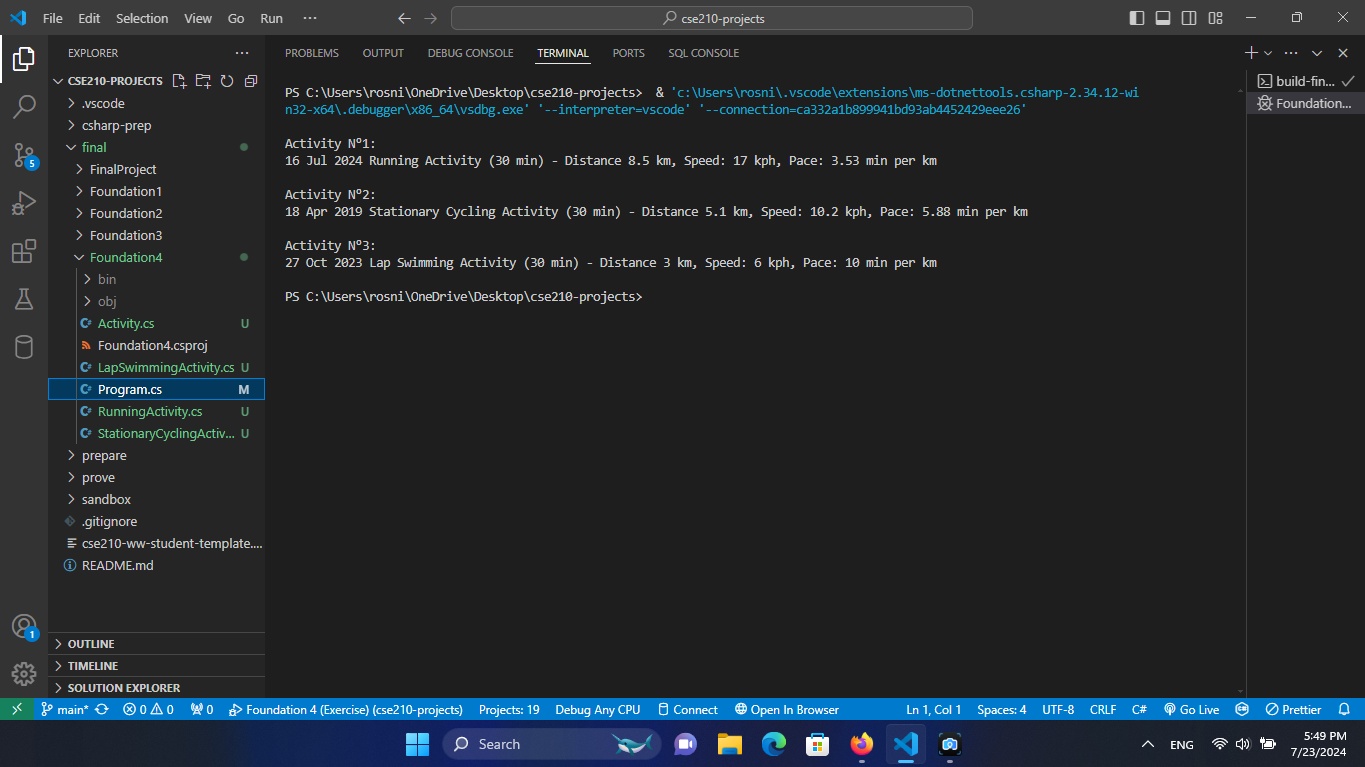 File Edit Selection View Go Run ··· cse210-projects
EXPLORER ···
CSE210-PROJECTS
.vscode
csharp-prep
final
FinalProject
Foundation1
Foundation2
Foundation3
Foundation4
bin
obj
C# Activity.cs U
Foundation4.csproj
C# LapSwimmingActivity.cs U
C# Program.cs M
C# RunningActivity.cs U
C# StationaryCyclingActiv... U
prepare
prove
sandbox
.gitignore
cse210-ww-student-template....
README.md
OUTLINE
TIMELINE
SOLUTION EXPLORER
5
1
PROBLEMS OUTPUT DEBUG CONSOLE TERMINAL PORTS SQL CONSOLE
PS C:\Users\rosni\OneDrive\Desktop\cse210-projects>  & 'c:\Users\rosni\.vscode\extensions\ms-dotnettools.csharp-2.34.12-wi
n32-x64\.debugger\x86_64\vsdbg.exe' '--interpreter=vscode' '--connection=ca332a1b899941bd93ab4452429eee26'
Activity Nº1:
16 Jul 2024 Running Activity (30 min) - Distance 8.5 km, Speed: 17 kph, Pace: 3.53 min per km
Activity Nº2:
18 Apr 2019 Stationary Cycling Activity (30 min) - Distance 5.1 km, Speed: 10.2 kph, Pace: 5.88 min per km
Activity Nº3:
27 Oct 2023 Lap Swimming Activity (30 min) - Distance 3 km, Speed: 6 kph, Pace: 10 min per km
PS C:\Users\rosni\OneDrive\Desktop\cse210-projects>
build-fin...
Foundation...
main* 0 0 0 Foundation 4 (Exercise) (cse210-projects) Projects: 19 Debug Any CPU Connect Open In Browser Ln 1, Col 1 Spaces: 4 UTF-8 CRLF C# Go Live Prettier
Search ENG 5:49 PM
7/23/2024